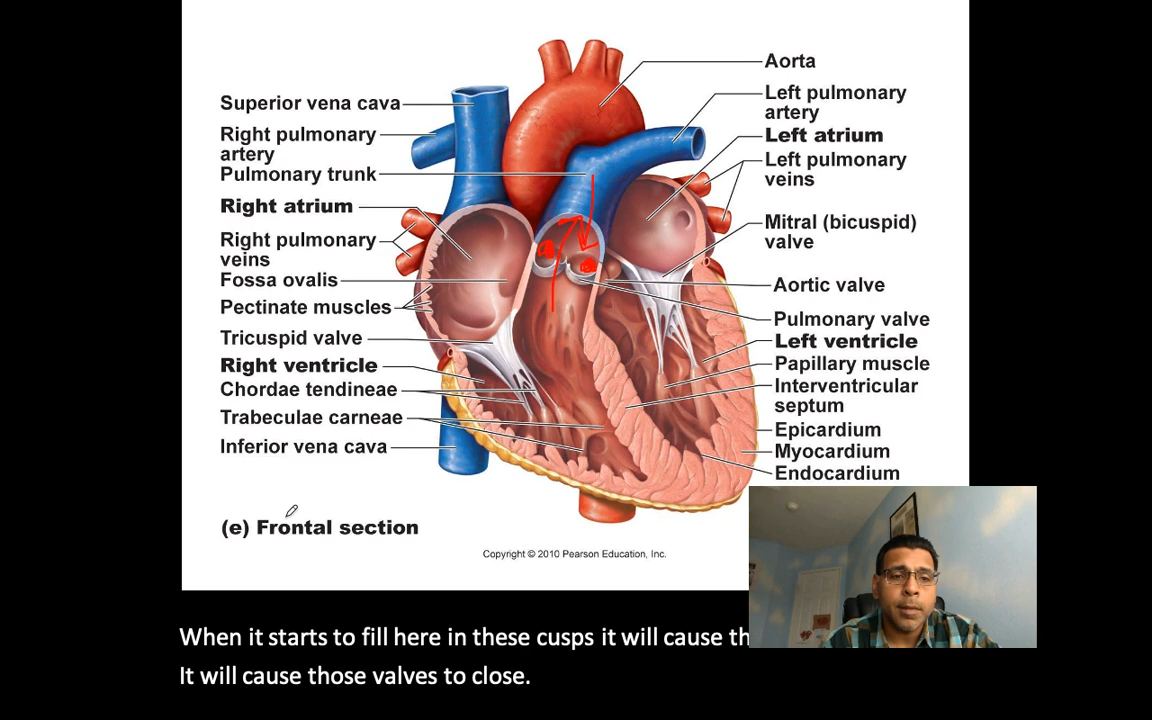 Superior vena cava
Right pulmonary
artery
Pulmonary trunk
Right atrium
Right pulmonary
veins
Fossa ovalis
Pectinate muscles
Tricuspid valve
Right ventricle
Chordae tendineae
Trabeculae carneae
Inferior vena cava
Aorta
Left pulmonary
artery
Left atrium
Left pulmonary
veins
Mitral (bicuspid)
valve
Aortic valve
Pulmonary valve
Left ventricle
Papillary muscle
Interventricular
septum
Epicardium
Myocardium
Endocardium
(e) Frontal section
Copyright © 2010 Pearson Education, Inc.
When it starts to fill here in these cusps it will cause th
It will cause those valves to close.